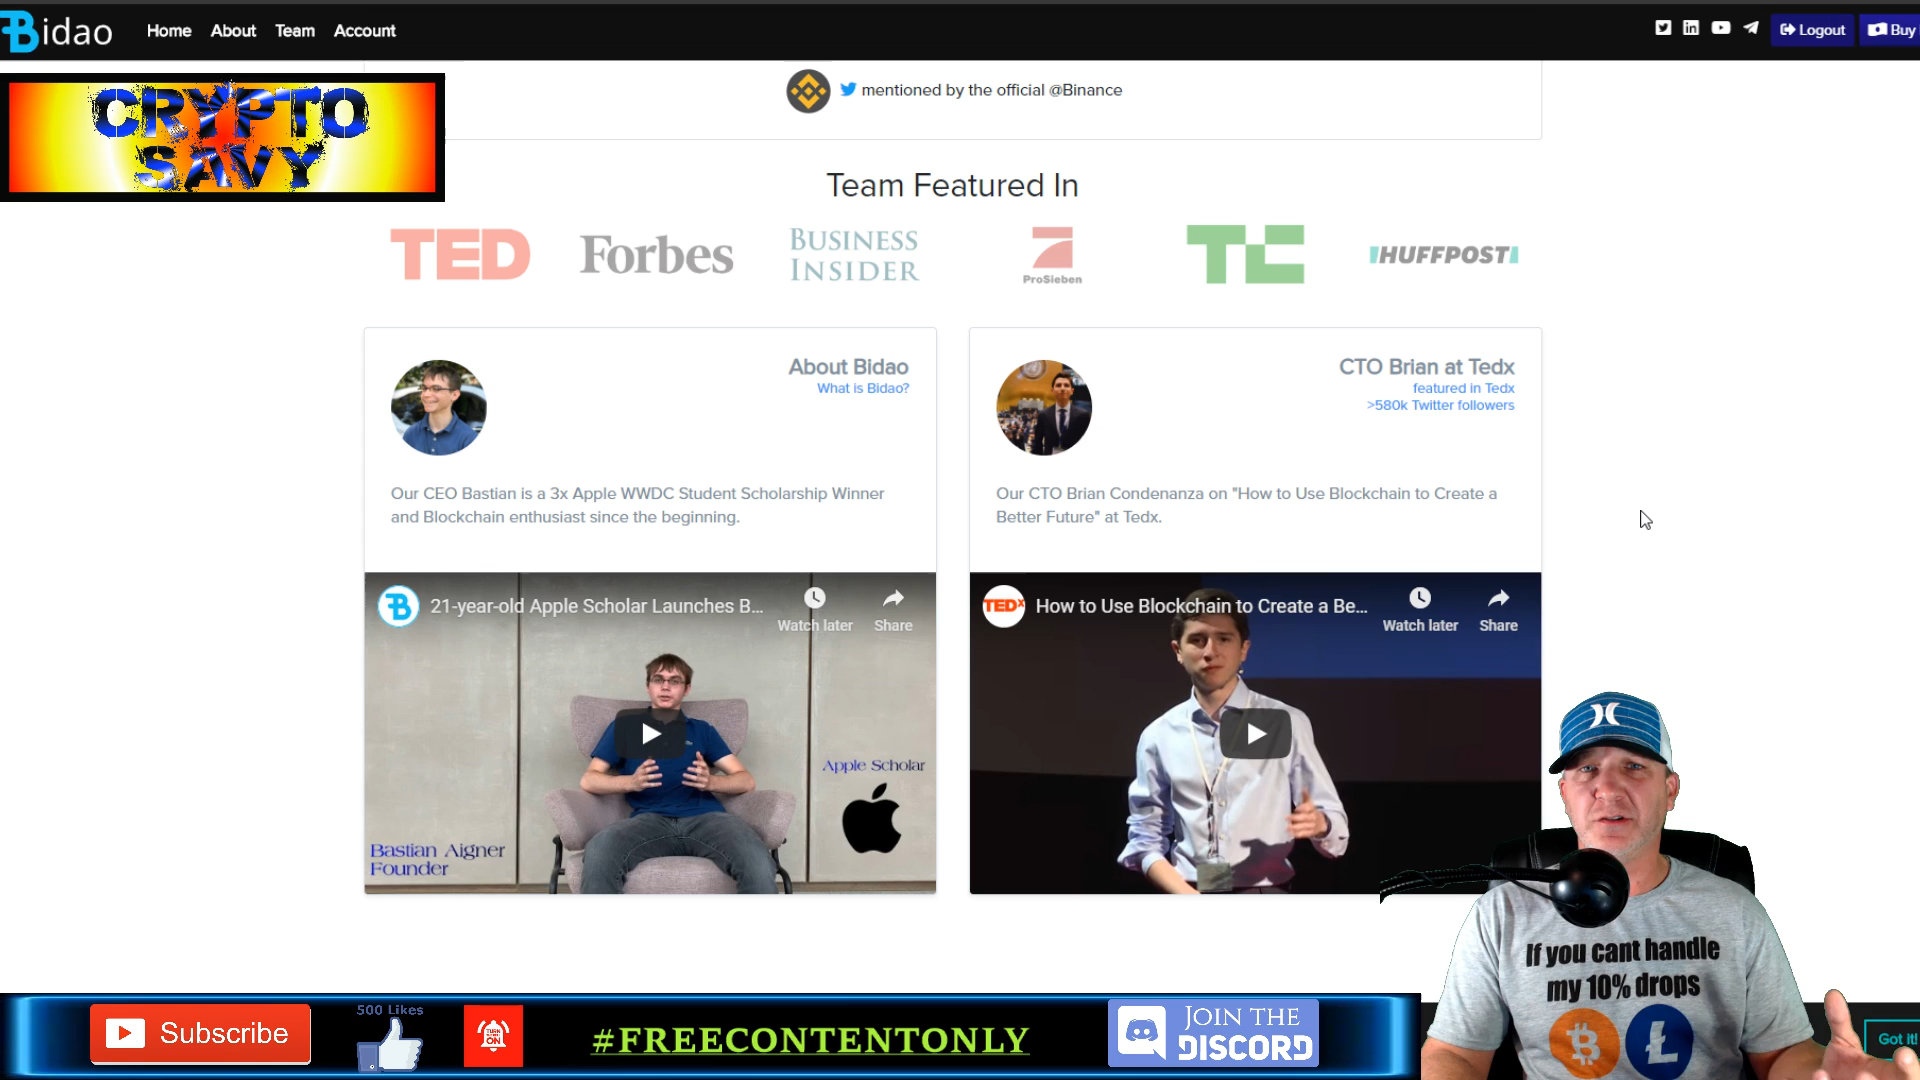 Bidao
Home
About
Team
Account
Logout
Buy
CRYPTO
SAVY
mentioned by the official @Binance
Team Featured In
TED
Forbes
BUSINESS
INSIDER
ProSieben
TC
HUFFPOST
About Bidao
What is Bidao?
Our CEO Bastian is a 3x Apple WWDC Student Scholarship Winner
and Blockchain enthusiast since the beginning.
CTO Brian at Tedx
featured in Tedx
>580k Twitter followers
Our CTO Brian Condenanza on "How to Use Blockchain to Create a
Better Future" at Tedx.
21-year-old Apple Scholar Launches B...
Watch later
Share
Apple Scholar
Bastian Aigner
Founder
TEDx
How to Use Blockchain to Create a Be...
Watch later
Share
If you cant handle
my 10% drops
Subscribe
500 Likes
TURN
ON
#FREECONTENTONLY
JOIN THE
DISCORD
Got it!